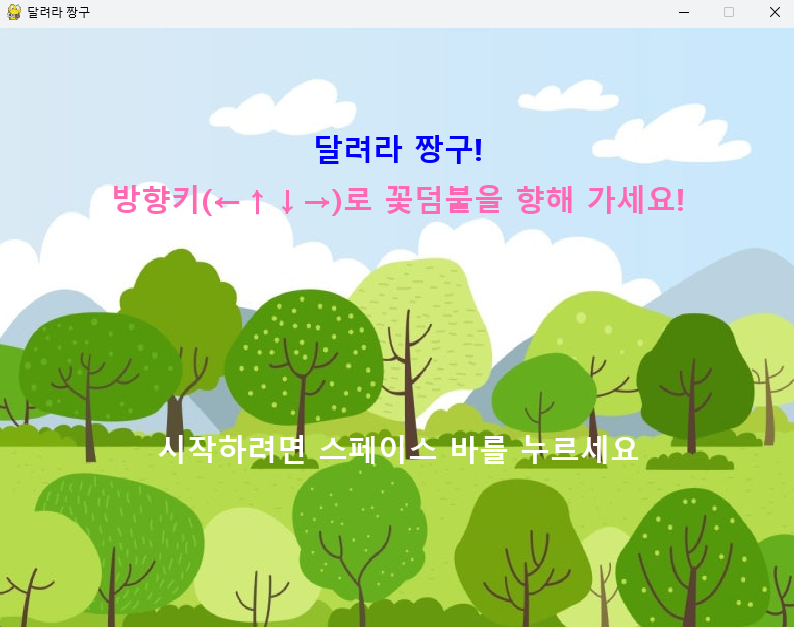 달려라 짱구
달려라 짱구!
방향키(←↑↓→)로 꽃덤불을 향해 가세요!
시작하려면 스페이스 바를 누르세요